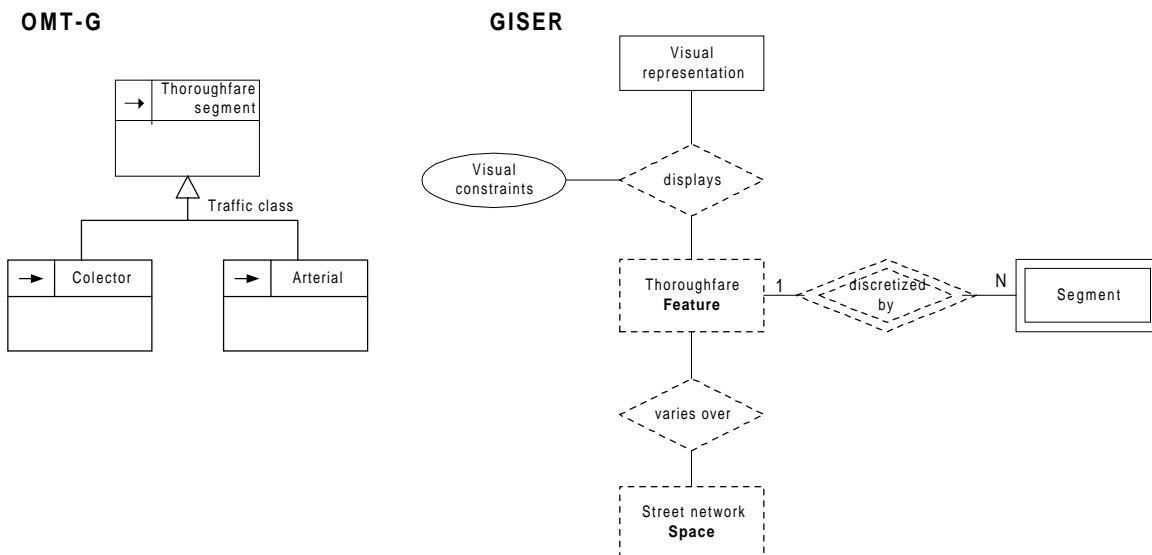 OMT-G
Thoroughfare
segment
Traffic class
Colector
Arterial
GISER
Visual
representation
Visual
constraints
displays
Thoroughfare
Feature
1
discretized
by
N
Segment
varies over
Street network
Space